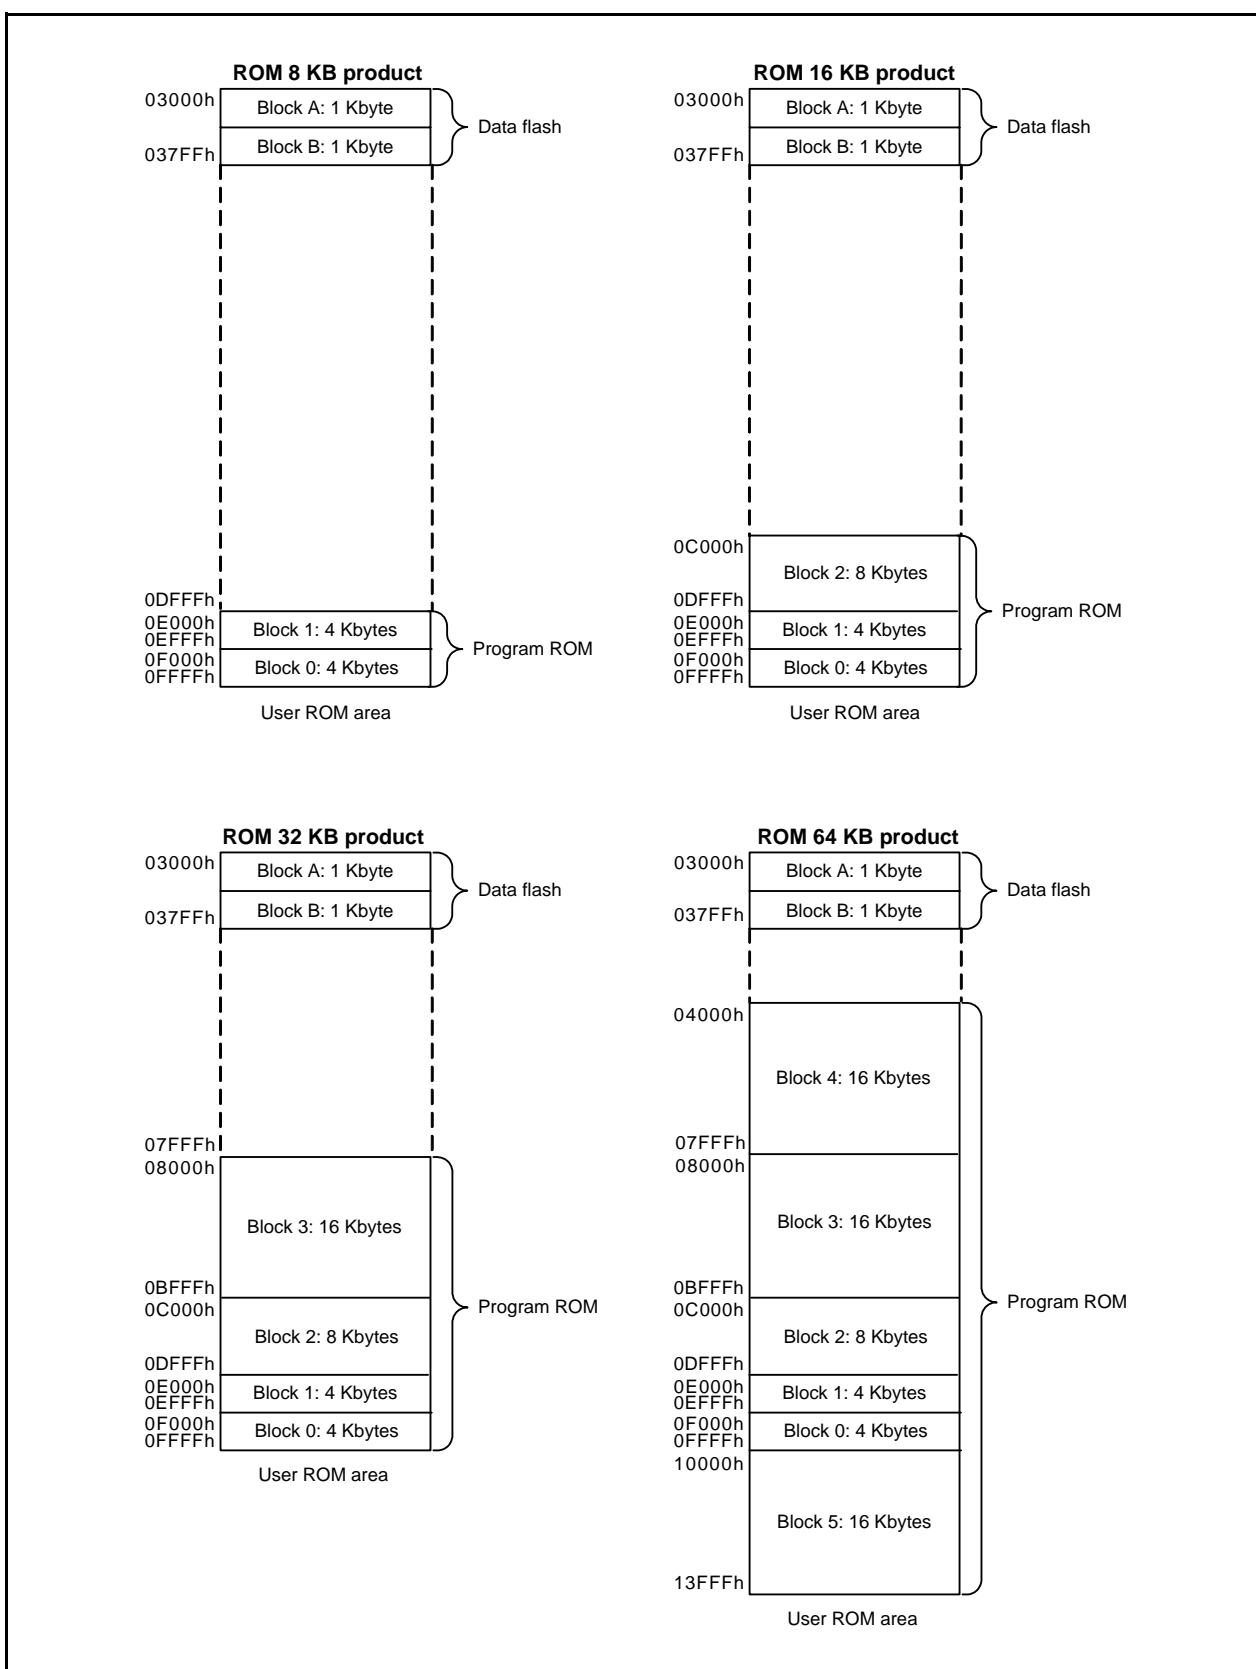 ROM 8 KB product
03000h
Block A: 1 Kbyte
Data flash
Block B: 1 Kbyte
037FFh
0DFFFh
0E000h
Block 1: 4 Kbytes
0EFFFh
Program ROM
0F000h
Block 0: 4 Kbytes
0FFFFh
User ROM area
ROM 16 KB product
03000h
Block A: 1 Kbyte
Data flash
Block B: 1 Kbyte
037FFh
0C000h
Block 2: 8 Kbytes
0DFFFh
Program ROM
0E000h
Block 1: 4 Kbytes
0EFFFh
0F000h
Block 0: 4 Kbytes
0FFFFh
User ROM area
ROM 32 KB product
03000h
Block A: 1 Kbyte
Data flash
Block B: 1 Kbyte
037FFh
07FFFh
08000h
Block 3: 16 Kbytes
0BFFFh
0C000h
Program ROM
Block 2: 8 Kbytes
0DFFFh
0E000h
Block 1: 4 Kbytes
0EFFFh
0F000h
Block 0: 4 Kbytes
0FFFFh
User ROM area
ROM 64 KB product
03000h
Block A: 1 Kbyte
Data flash
Block B: 1 Kbyte
037FFh
04000h
Block 4: 16 Kbytes
07FFFh
08000h
Block 3: 16 Kbytes
0BFFFh
Program ROM
0C000h
Block 2: 8 Kbytes
0DFFFh
0E000h
Block 1: 4 Kbytes
0EFFFh
0F000h
Block 0: 4 Kbytes
0FFFFh
10000h
Block 5: 16 Kbytes
13FFFh
User ROM area